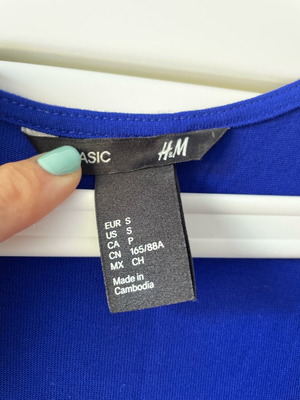 ASIC H&M
EUR S
US S
CA P
CN 165/88A
MX CH
Made in
Cambodia